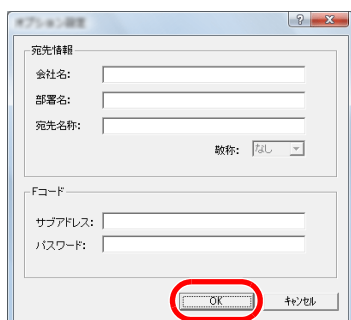 オプション設定
宛先情報
会社名:
部署名:
宛先名称:
敬称: なし
Fコード
サブアドレス:
パスワード:
OK キャンセル